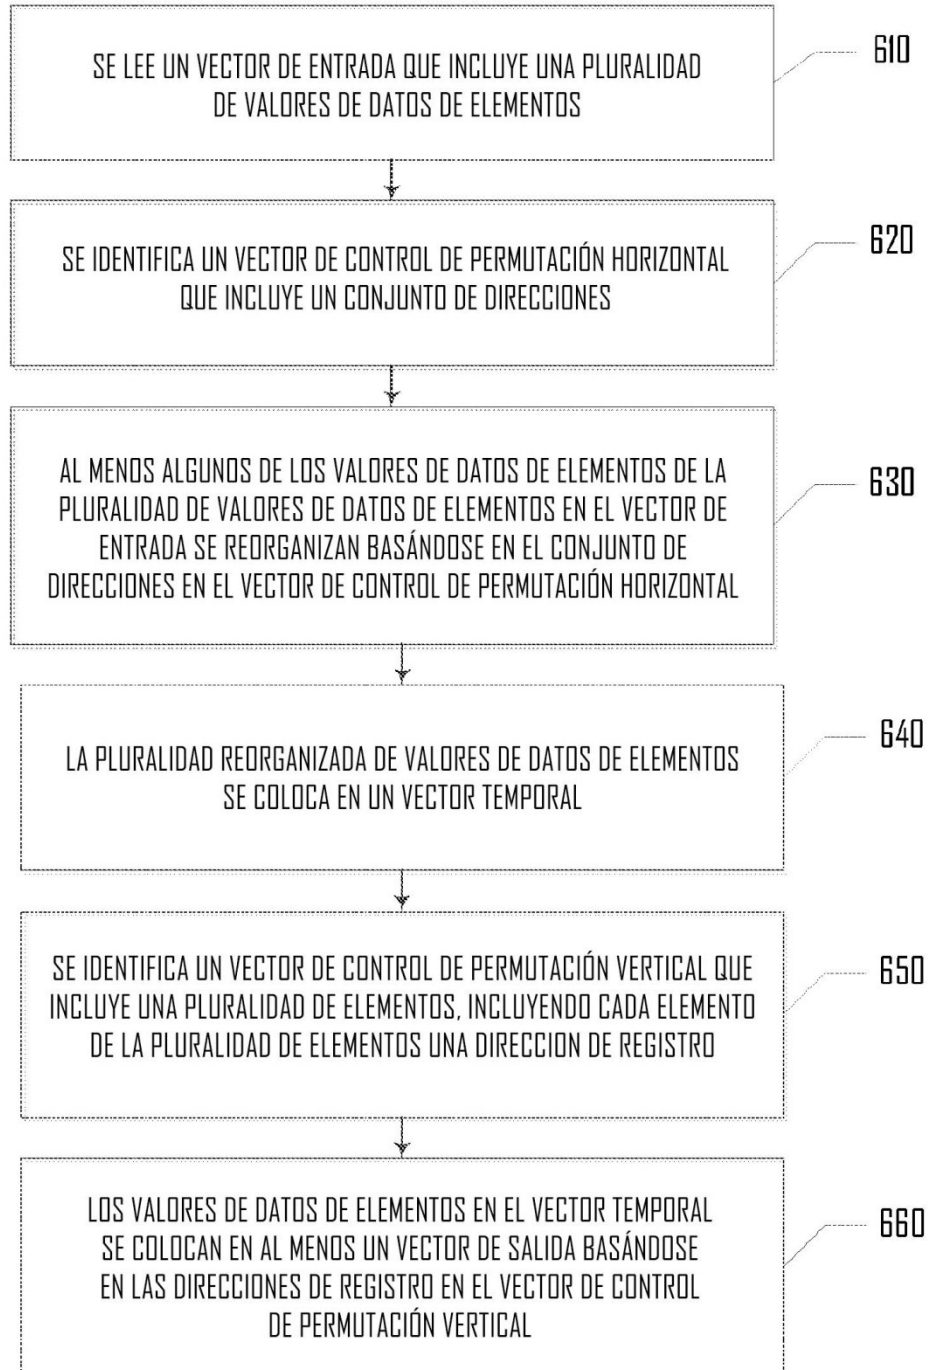 SE LEE UN VECTOR DE ENTRADA QUE INCLUYE UNA PLURALIDAD
DE VALORES DE DATOS DE ELEMENTOS
610
SE IDENTIFICA UN VECTOR DE CONTROL DE PERMUTACIÓN HORIZONTAL
QUE INCLUYE UN CONJUNTO DE DIRECCIONES
620
AL MENOS ALGUNOS DE LOS VALORES DE DATOS DE ELEMENTOS DE LA
PLURALIDAD DE VALORES DE DATOS DE ELEMENTOS EN EL VECTOR DE
ENTRADA SE REORGANIZAN BASÁNDOSE EN EL CONJUNTO DE
DIRECCIONES EN EL VECTOR DE CONTROL DE PERMUTACIÓN HORIZONTAL
630
LA PLURALIDAD REORGANIZADA DE VALORES DE DATOS DE ELEMENTOS
SE COLOCA EN UN VECTOR TEMPORAL
640
SE IDENTIFICA UN VECTOR DE CONTROL DE PERMUTACIÓN VERTICAL QUE
INCLUYE UNA PLURALIDAD DE ELEMENTOS, INCLUYENDO CADA ELEMENTO
DE LA PLURALIDAD DE ELEMENTOS UNA DIRECCION DE REGISTRO
650
LOS VALORES DE DATOS DE ELEMENTOS EN EL VECTOR TEMPORAL
SE COLOCAN EN AL MENOS UN VECTOR DE SALIDA BASÁNDOSE
EN LAS DIRECCIONES DE REGISTRO EN EL VECTOR DE CONTROL
DE PERMUTACIÓN VERTICAL
660